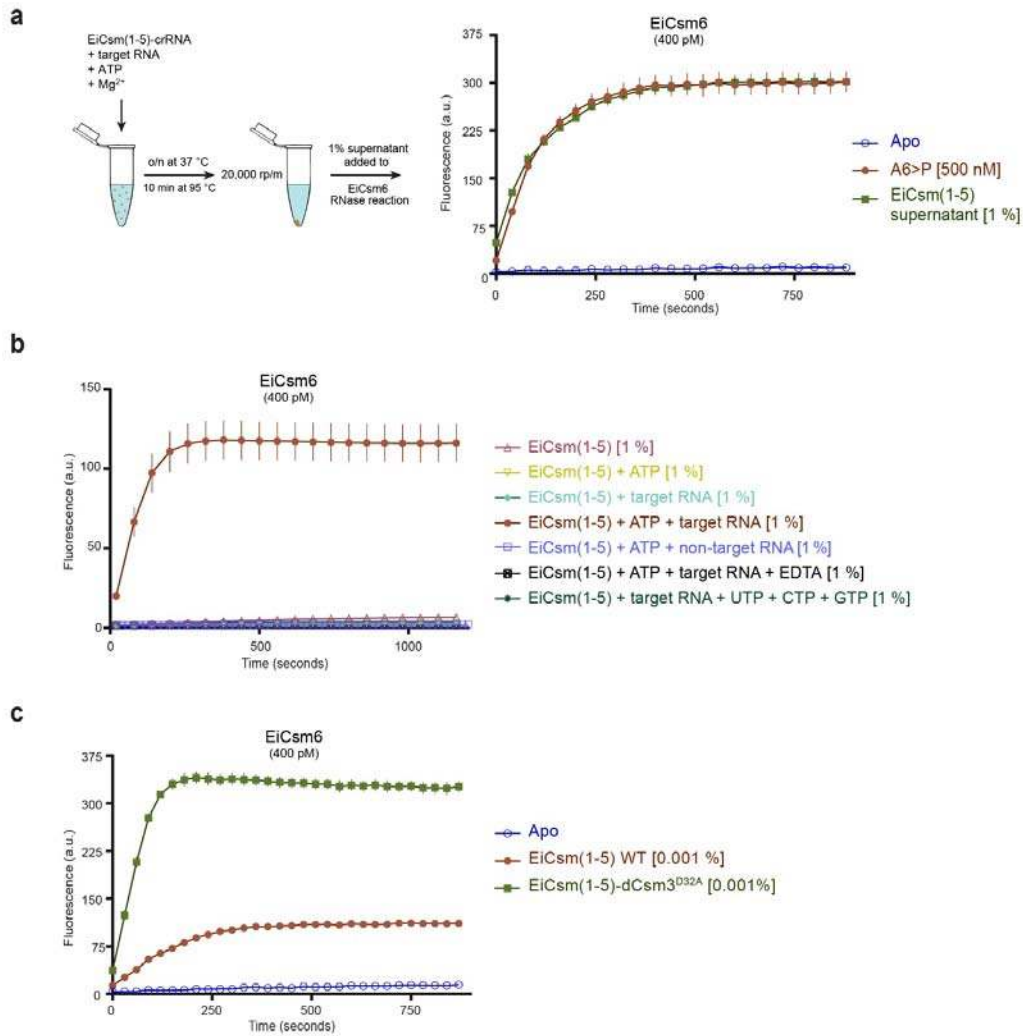 a
EiCsm(1-5)-crRNA
+ target RNA
+ ATP
+ Mg²⁺
o/n at 37 °C
10 min at 95 °C
20,000 rp/m
1% supernatant
added to
EiCsm6
RNase reaction
EiCsm6
(400 pM)
Fluorescence (a.u.)
375
300
225
150
75
0
0
250
500
750
Time (seconds)
Apo
A6>P [500 nM]
EiCsm(1-5)
supernatant [1 %]
b
EiCsm6
(400 pM)
Fluorescence (a.u.)
150
100
50
0
0
500
1000
Time (seconds)
EiCsm(1-5) [1 %]
EiCsm(1-5) + ATP [1 %]
EiCsm(1-5) + target RNA [1 %]
EiCsm(1-5) + ATP + target RNA [1 %]
EiCsm(1-5) + ATP + non-target RNA [1 %]
EiCsm(1-5) + ATP + target RNA + EDTA [1 %]
EiCsm(1-5) + target RNA + UTP + CTP + GTP [1 %]
c
EiCsm6
(400 pM)
Fluorescence (a.u.)
375
300
225
150
75
0
0
250
500
750
Time (seconds)
Apo
EiCsm(1-5) WT [0.001 %]
EiCsm(1-5)-dCsm3ᴰ³²ᴬ [0.001%]